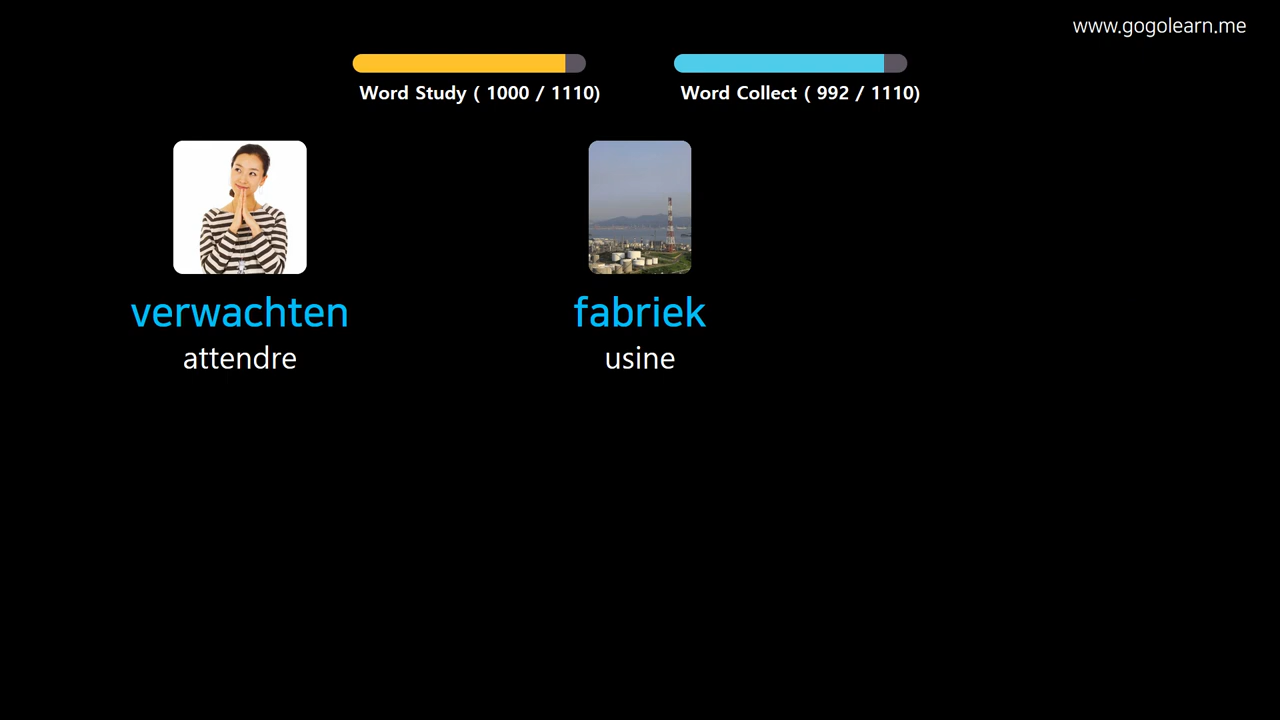 www.gogolearn.me
Word Study ( 1000 / 1110)
Word Collect ( 992 / 1110)
verwachten
attendre
fabriek
usine